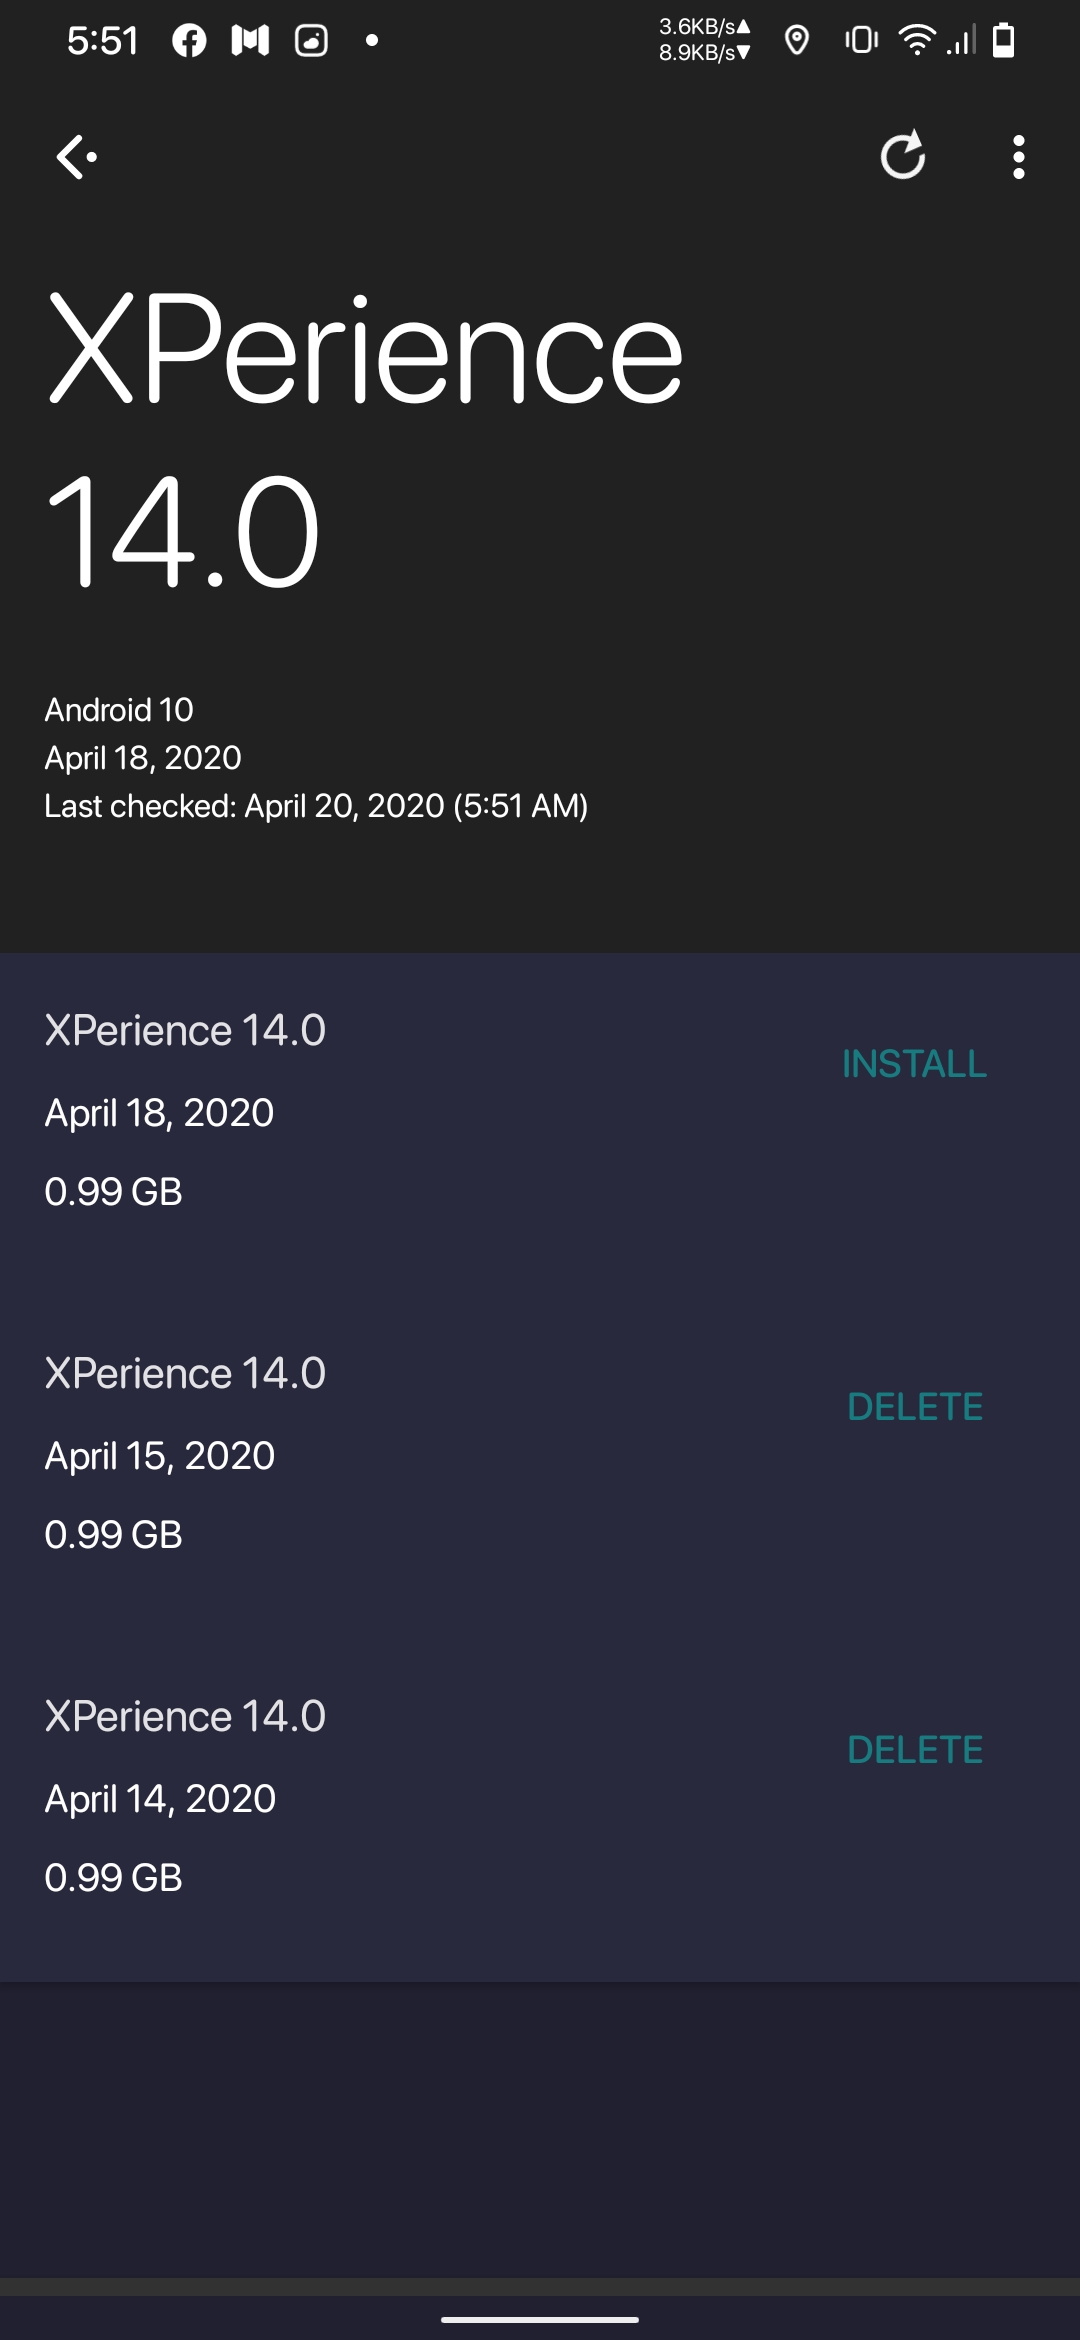 5:51
3.6KB/s▲
8.9KB/s▼
XPerience
14.0
Android 10
April 18, 2020
Last checked: April 20, 2020 (5:51 AM)
XPerience 14.0
INSTALL
April 18, 2020
0.99 GB
XPerience 14.0
DELETE
April 15, 2020
0.99 GB
XPerience 14.0
DELETE
April 14, 2020
0.99 GB